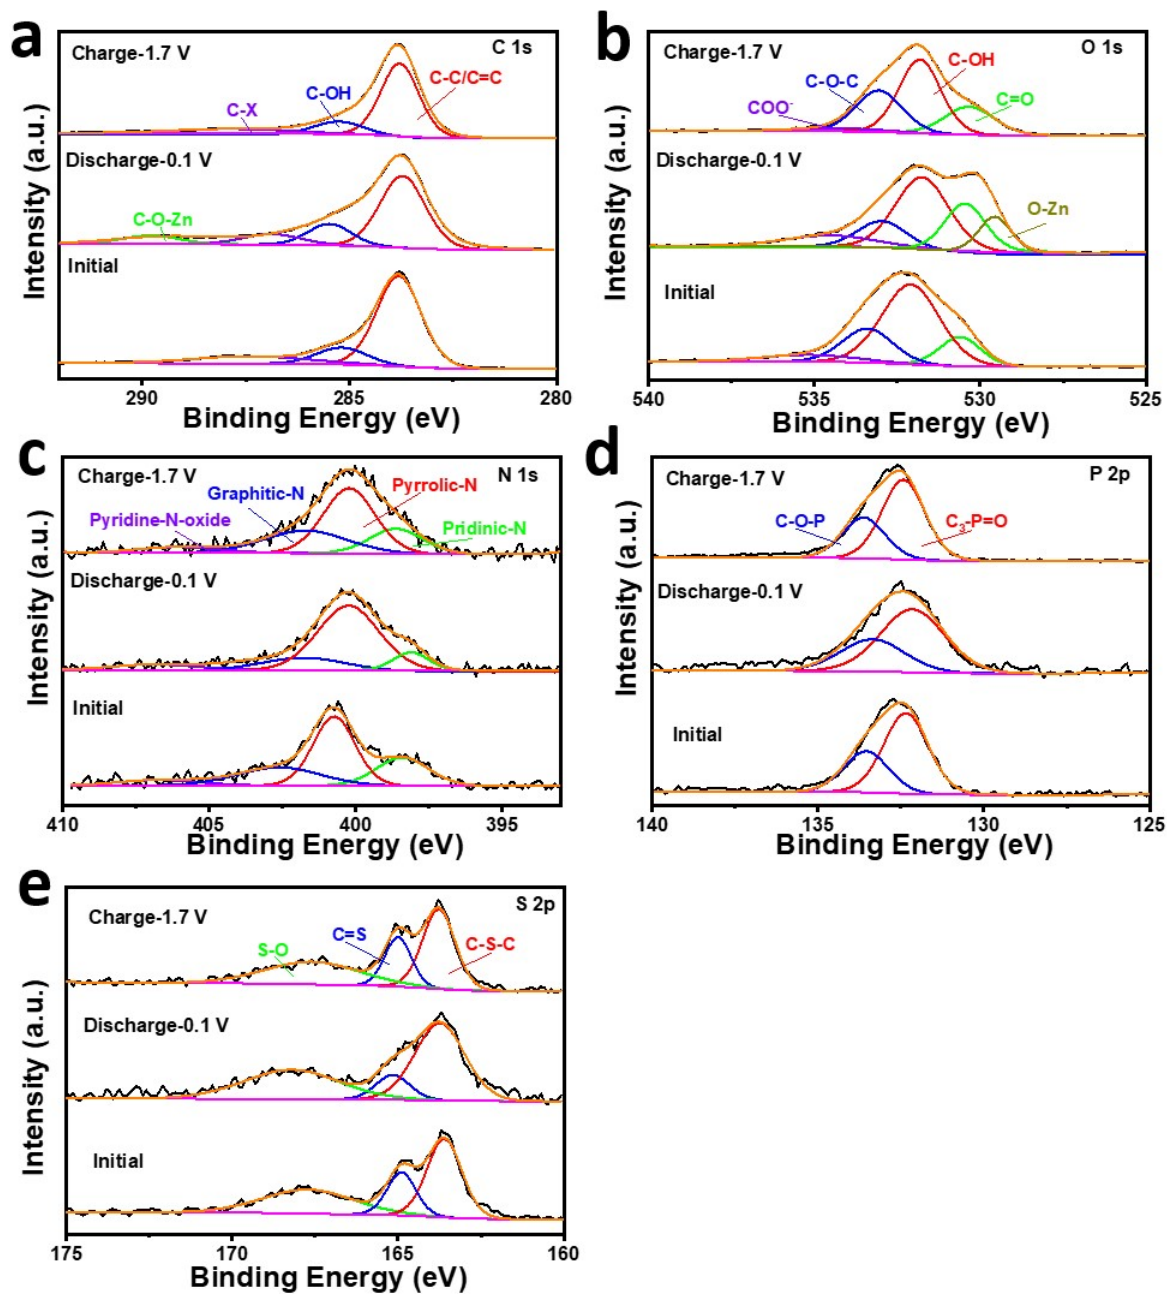 a
Charge-1.7 V
C 1s
C-OH
C-C/C=C
C-X
Discharge-0.1 V
C-O-Zn
Initial
Intensity (a.u.)
290 285 280
Binding Energy (eV)
b
Charge-1.7 V
O 1s
C-O-C
C-OH
COO-
C=O
Discharge-0.1 V
O-Zn
Initial
Intensity (a.u.)
540 535 530 525
Binding Energy (eV)
c
Charge-1.7 V
N 1s
Graphitic-N
Pyrrolic-N
Pyridine-N-oxide
Pridinic-N
Discharge-0.1 V
Initial
Intensity (a.u.)
410 405 400 395
Binding Energy (eV)
d
Charge-1.7 V
P 2p
C-O-P
C3-P=O
Discharge-0.1 V
Initial
Intensity (a.u.)
140 135 130 125
Binding Energy (eV)
e
Charge-1.7 V
S 2p
S-O
C=S
C-S-C
Discharge-0.1 V
Initial
Intensity (a.u.)
175 170 165 160
Binding Energy (eV)